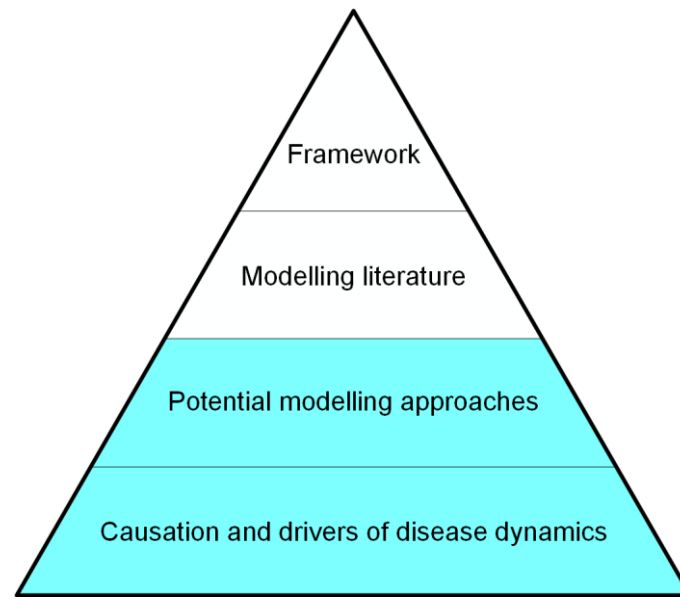 Framework
Modelling literature
Potential modelling approaches
Causation and drivers of disease dynamics